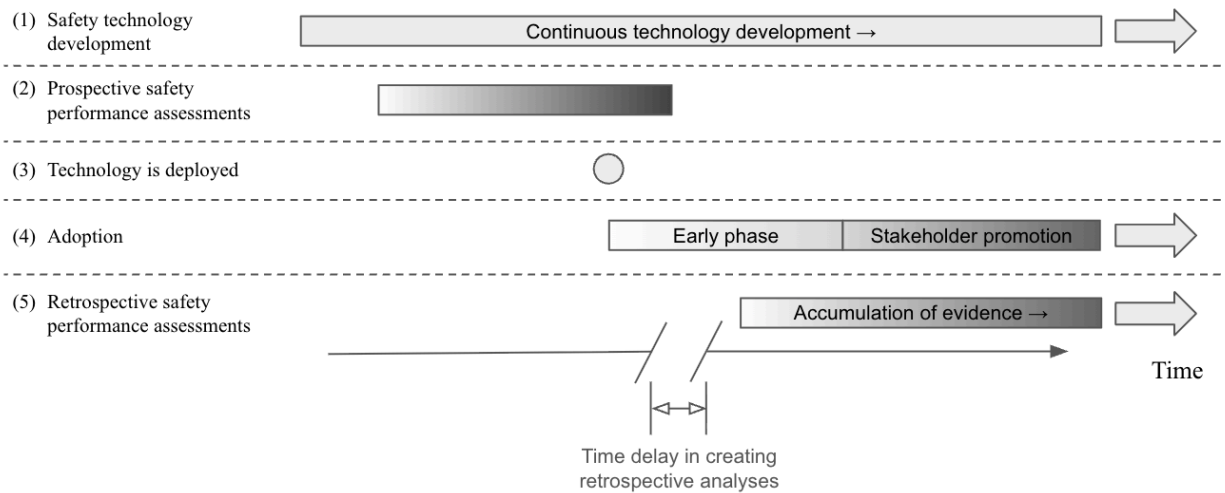 (1) Safety technology
development
Continuous technology development →
(2) Prospective safety
performance assessments
(3) Technology is deployed
(4) Adoption
Early phase
Stakeholder promotion
(5) Retrospective safety
performance assessments
Accumulation of evidence →
Time
Time delay in creating
retrospective analyses